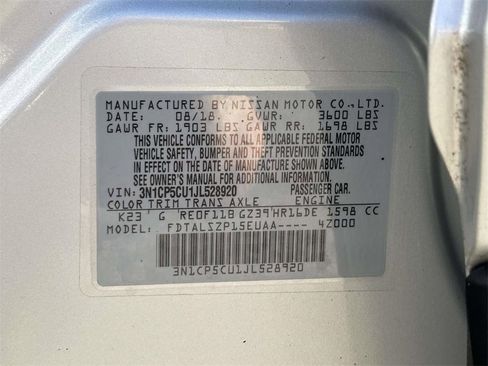 MANUFACTURED BY NISSAN MOTOR CO.,LTD.
DATE: 08/18 GVWR: 3600 LBS
GAWR FR: 1903 LBS GAWR RR: 1698 LBS
THIS VEHICLE CONFORMS TO ALL APPLICABLE FEDERAL MOTOR
VEHICLE SAFETY, BUMPER AND THEFT PREVENTION STANDARDS
IN EFFECT ON THE DATE OF MANUFACTURE SHOWN ABOVE.
SEE OWNER'S MANUAL FOR ADDITIONAL INFORMATION.
VIN: 3N1CP5CU1JL528920 PASSENGER CAR.
COLOR TRIM TRANS AXLE ENGINE
K23 G RE0F11B GZ39 HR16DE 1598 CC
MODEL: FDTALSZP15EUAA---- 4Z000
3N1CP5CU1JL528920